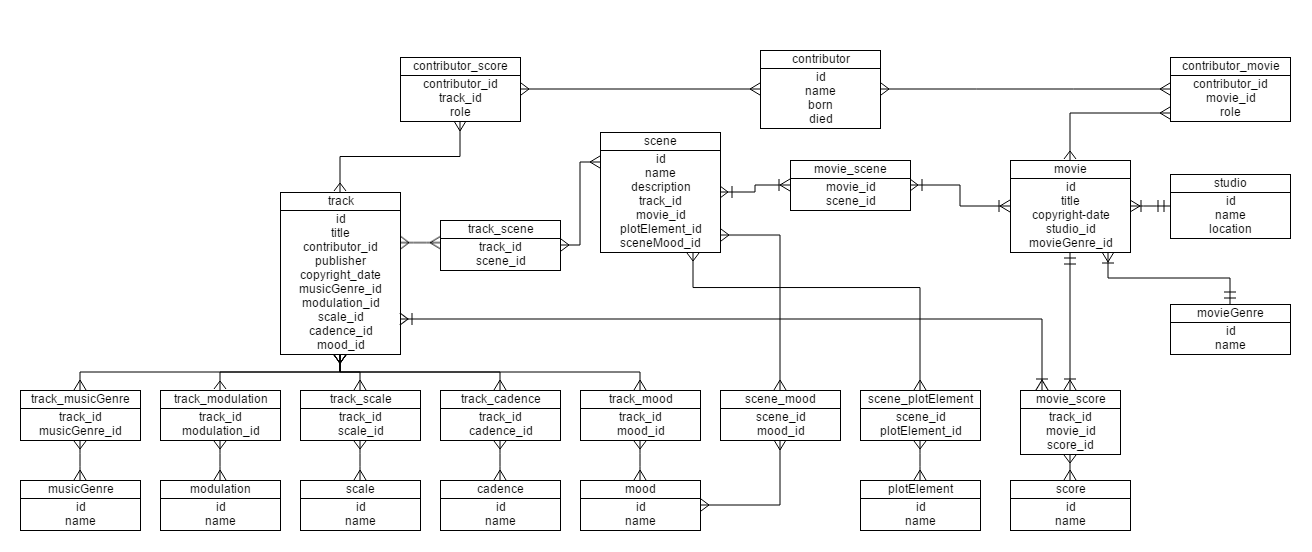 contributor_score
contributor_id
track_id
role
contributor
id
name
born
died
contributor_movie
contributor_id
movie_id
role
scene
id
name
description
track_id
movie_id
plotElement_id
sceneMood_id
movie_scene
movie_id
scene_id
movie
id
title
copyright-date
studio_id
movieGenre_id
studio
id
name
location
track
id
title
contributor_id
publisher
copyright_date
musicGenre_id
modulation_id
scale_id
cadence_id
mood_id
track_scene
track_id
scene_id
movieGenre
id
name
track_musicGenre
track_id
musicGenre_id
track_modulation
track_id
modulation_id
track_scale
track_id
scale_id
track_cadence
track_id
cadence_id
track_mood
track_id
mood_id
scene_mood
scene_id
mood_id
scene_plotElement
scene_id
plotElement_id
movie_score
track_id
movie_id
score_id
musicGenre
id
name
modulation
id
name
scale
id
name
cadence
id
name
mood
id
name
plotElement
id
name
score
id
name